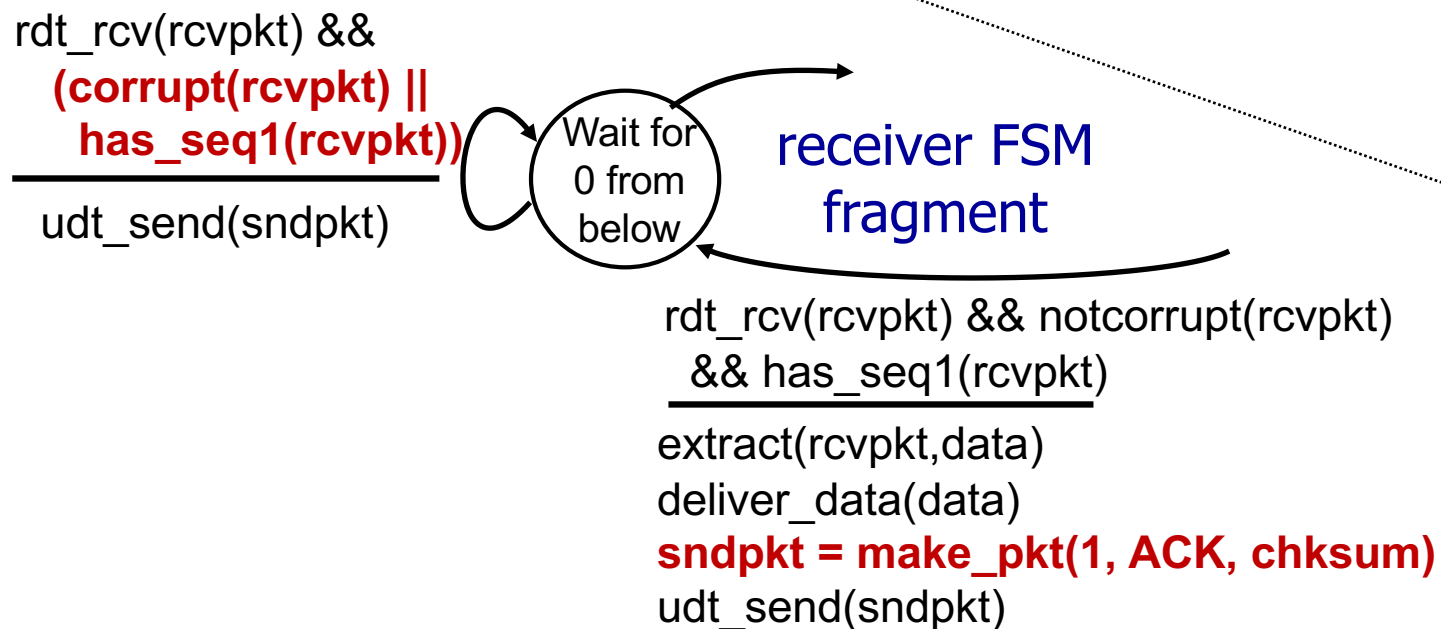 rdt_rcv(rcvpkt) &&
(corrupt(rcvpkt) ||
has_seq1(rcvpkt))
udt_send(sndpkt)
Wait for
0 from
below
receiver FSM
fragment
rdt_rcv(rcvpkt) && notcorrupt(rcvpkt)
&& has_seq1(rcvpkt)
extract(rcvpkt,data)
deliver_data(data)
sndpkt = make_pkt(1, ACK, chksum)
udt_send(sndpkt)